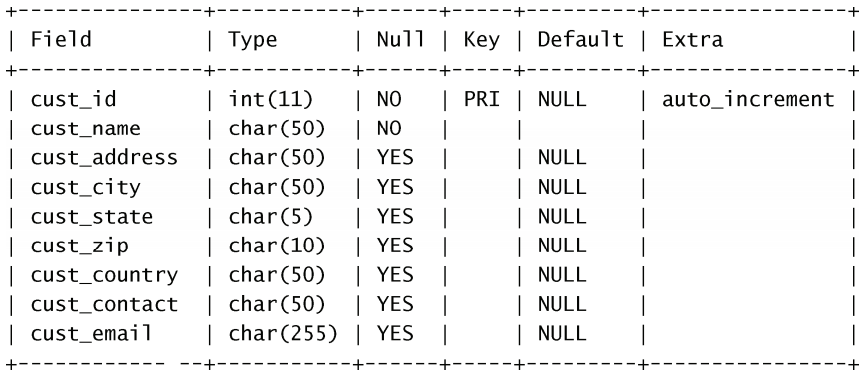 +---------------+-----------+------+-----+---------+----------------+
| Field         | Type      | Null | Key | Default | Extra          |
+---------------+-----------+------+-----+---------+----------------+
| cust_id       | int(11)   | NO   | PRI | NULL    | auto_increment |
| cust_name     | char(50)  | NO   |     |         |                |
| cust_address  | char(50)  | YES  |     | NULL    |                |
| cust_city     | char(50)  | YES  |     | NULL    |                |
| cust_state    | char(5)   | YES  |     | NULL    |                |
| cust_zip      | char(10)  | YES  |     | NULL    |                |
| cust_country  | char(50)  | YES  |     | NULL    |                |
| cust_contact  | char(50)  | YES  |     | NULL    |                |
| cust_email    | char(255) | YES  |     | NULL    |                |
+------------ --+-----------+------+-----+---------+----------------+